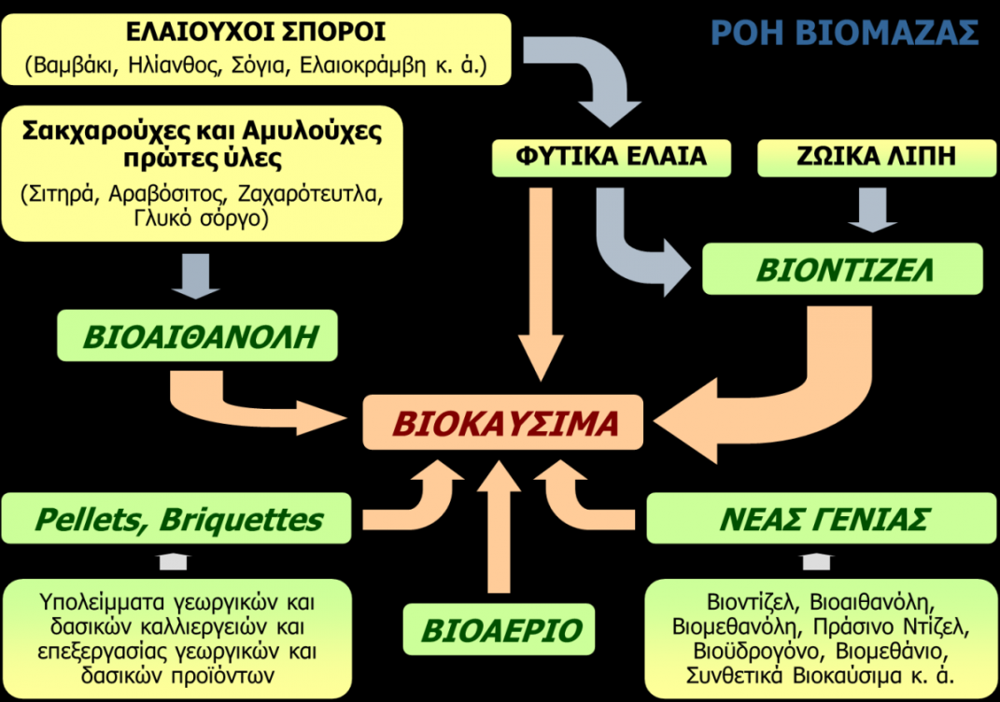 ΡΟΗ ΒΙΟΜΑΖΑΣ
ΕΛΑΙΟΥΧΟΙ ΣΠΟΡΟΙ
(Βαμβάκι, Ηλίανθος, Σόγια, Ελαιοκράμβη κ. ά.)
Σακχαρούχες και Αμυλούχες
πρώτες ύλες
(Σιτηρά, Αραβόσιτος, Ζαχαρότευτλα,
Γλυκό σόργο)
ΦΥΤΙΚΑ ΕΛΑΙΑ
ΖΩΙΚΑ ΛΙΠΗ
ΒΙΟΝΤΙΖΕΛ
ΒΙΟΑΙΘΑΝΟΛΗ
ΒΙΟΚΑΥΣΙΜΑ
Pellets, Briquettes
ΝΕΑΣ ΓΕΝΙΑΣ
Υπολείμματα γεωργικών και
δασικών καλλιεργειών και
επεξεργασίας γεωργικών και
δασικών προϊόντων
ΒΙΟΑΕΡΙΟ
Βιοντίζελ, Βιοαιθανόλη,
Βιομεθανόλη, Πράσινο Ντίζελ,
Βιοϋδρογόνο, Βιομεθάνιο,
Συνθετικά Βιοκαύσιμα κ. ά.